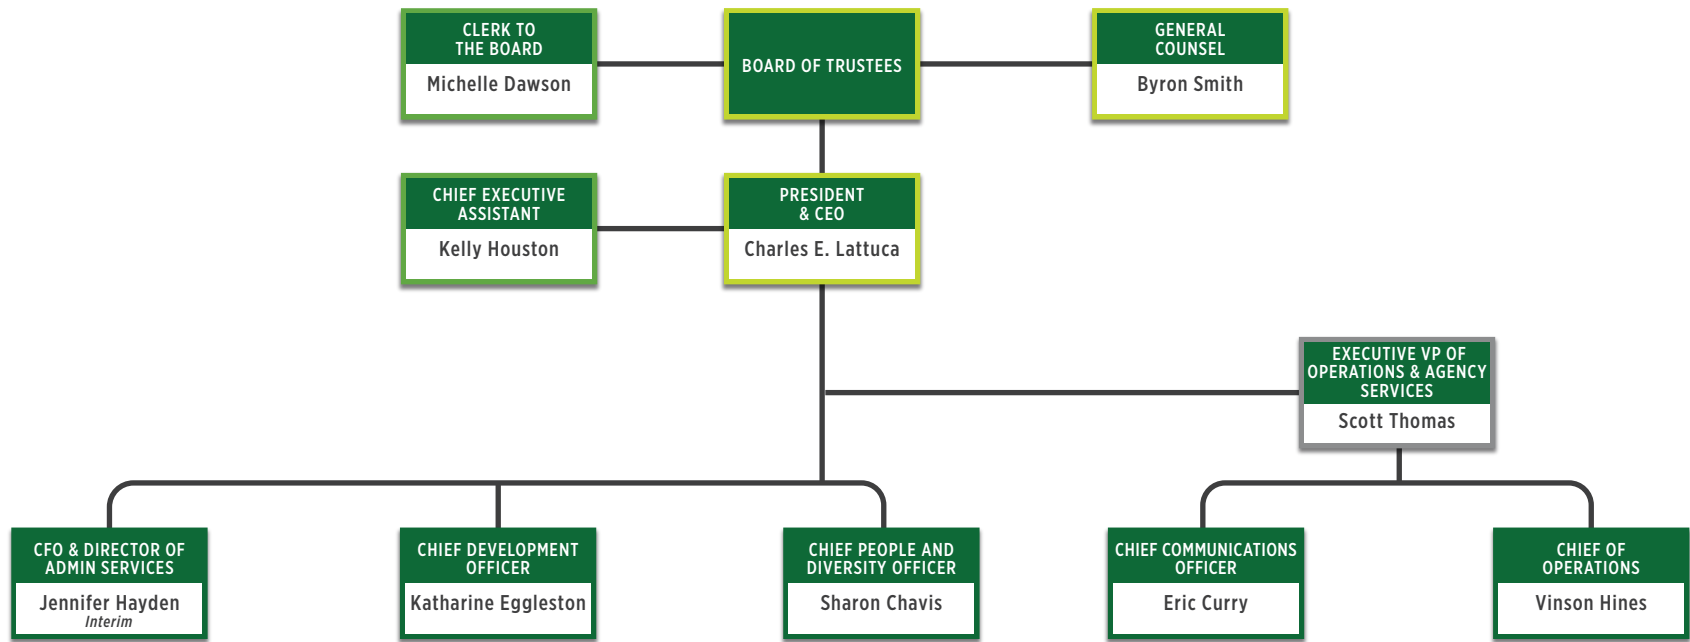 CLERK TO
THE BOARD
Michelle Dawson
BOARD OF TRUSTEES
GENERAL
COUNSEL
Byron Smith
CHIEF EXECUTIVE
ASSISTANT
Kelly Houston
PRESIDENT
& CEO
Charles E. Lattuca
EXECUTIVE VP OF
OPERATIONS & AGENCY
SERVICES
Scott Thomas
CFO & DIRECTOR OF
ADMIN SERVICES
Jennifer Hayden
Interim
CHIEF DEVELOPMENT
OFFICER
Katharine Eggleston
CHIEF PEOPLE AND
DIVERSITY OFFICER
Sharon Chavis
CHIEF COMMUNICATIONS
OFFICER
Eric Curry
CHIEF OF
OPERATIONS
Vinson Hines